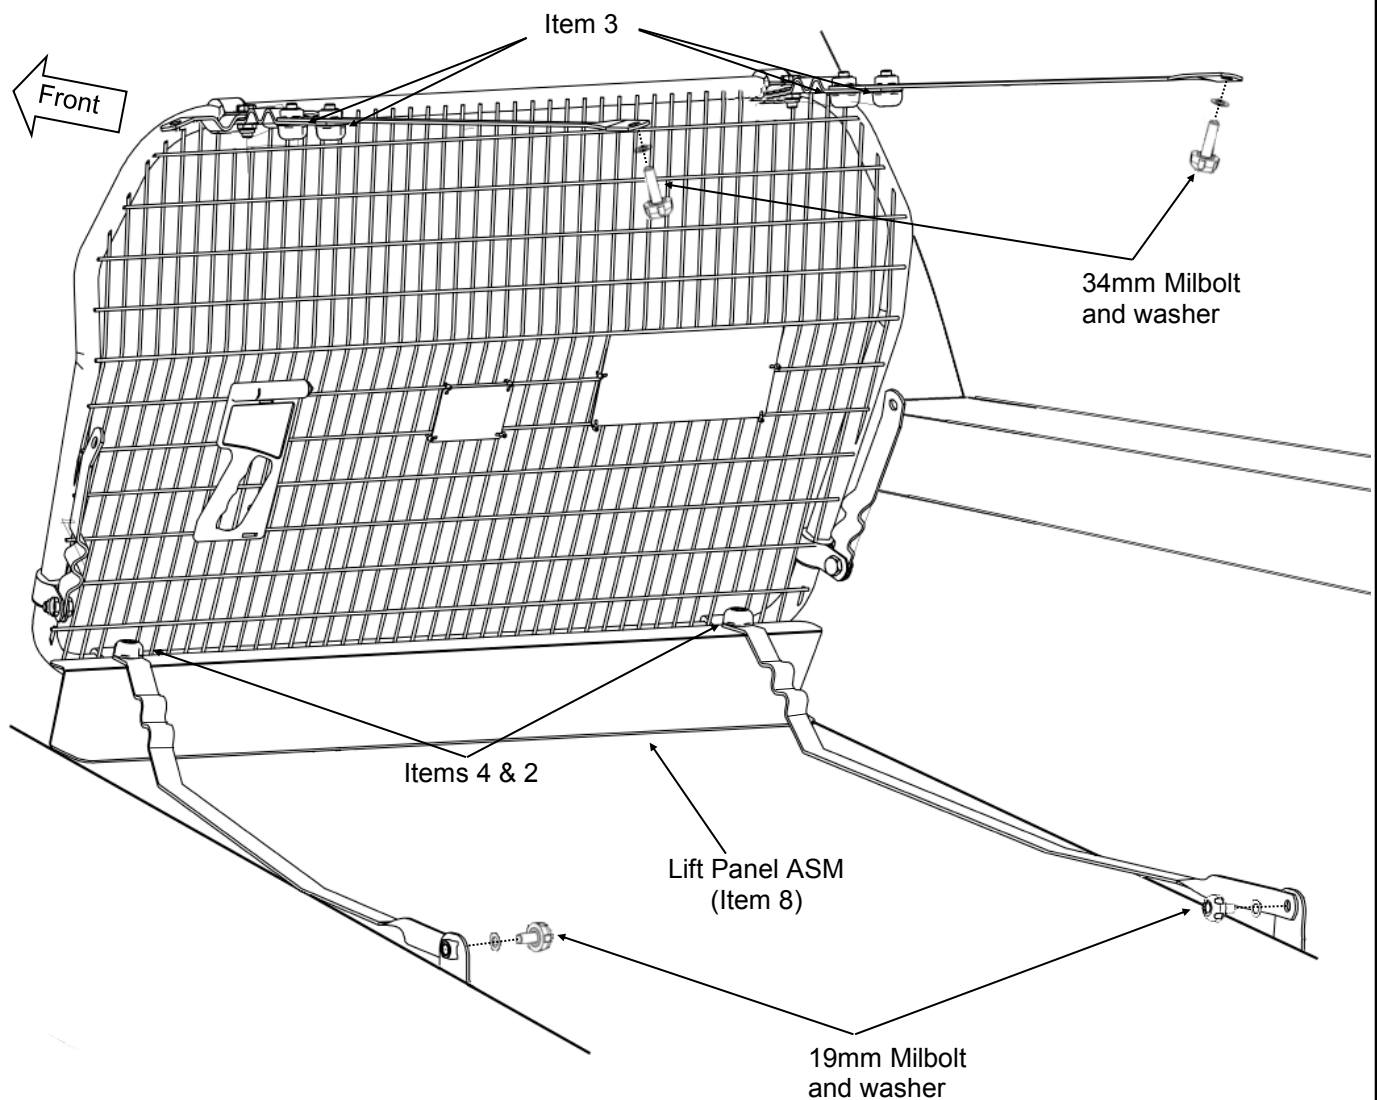 Item 3
Front
34mm Milbolt
and washer
Items 4 & 2
Lift Panel ASM
(Item 8)
19mm Milbolt
and washer